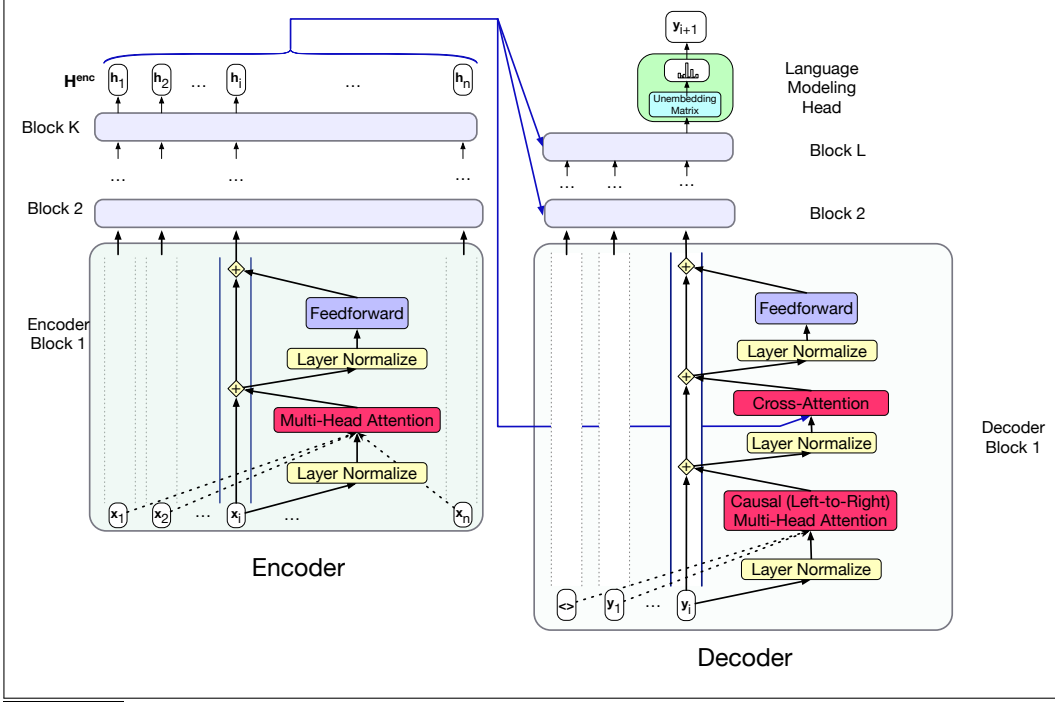 H^enc h₁ h₂ ... hᵢ ... hₙ
Block K
... ... ... ...
Block 2
Encoder
Block 1
Feedforward
Layer Normalize
Multi-Head Attention
Layer Normalize
x₁ x₂ ... xᵢ ... xₙ
Encoder
yᵢ₊₁
Language
Modeling
Head
Unembedding
Matrix
Block L
... ... ...
Block 2
Feedforward
Layer Normalize
Cross-Attention
Layer Normalize
Decoder
Block 1
Causal (Left-to-Right)
Multi-Head Attention
Layer Normalize
<> y₁ ... yᵢ
Decoder